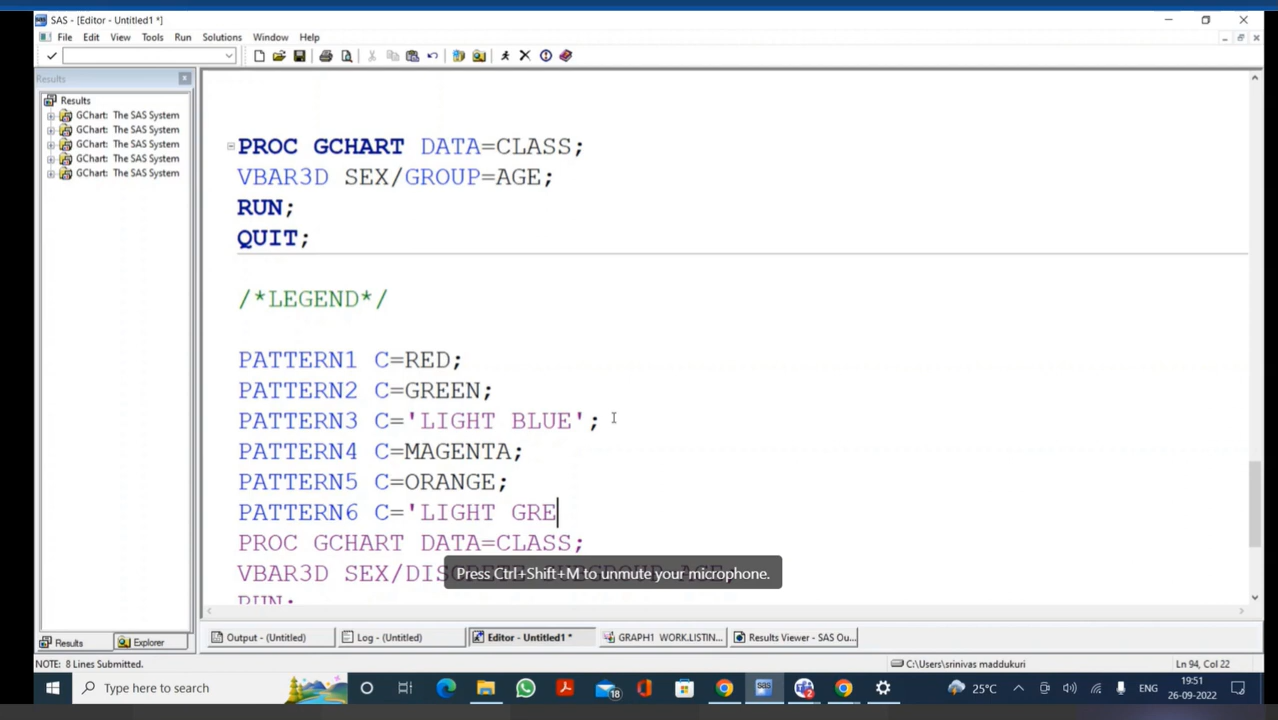 SAS - [Editor - Untitled1 *]
File Edit View Tools Run Solutions Window Help
Results
Results
GChart: The SAS System
GChart: The SAS System
GChart: The SAS System
GChart: The SAS System
GChart: The SAS System
PROC GCHART DATA=CLASS;
VBAR3D SEX/GROUP=AGE;
RUN;
QUIT;
/*LEGEND*/
PATTERN1 C=RED;
PATTERN2 C=GREEN;
PATTERN3 C='LIGHT BLUE';
PATTERN4 C=MAGENTA;
PATTERN5 C=ORANGE;
PATTERN6 C='LIGHT GRE
PROC GCHART DATA=CLASS;
VBAR3D SEX/DISCRETE
RUN;
Press Ctrl+Shift+M to unmute your microphone.
Results Explorer
Output - (Untitled) Log - (Untitled) Editor - Untitled1 * GRAPH1 WORK.LISTIN... Results Viewer - SAS Ou...
NOTE: 8 Lines Submitted. C:\Users\srinivas maddukuri Ln 94, Col 22
Type here to search 18 25°C ENG 19:51 26-09-2022